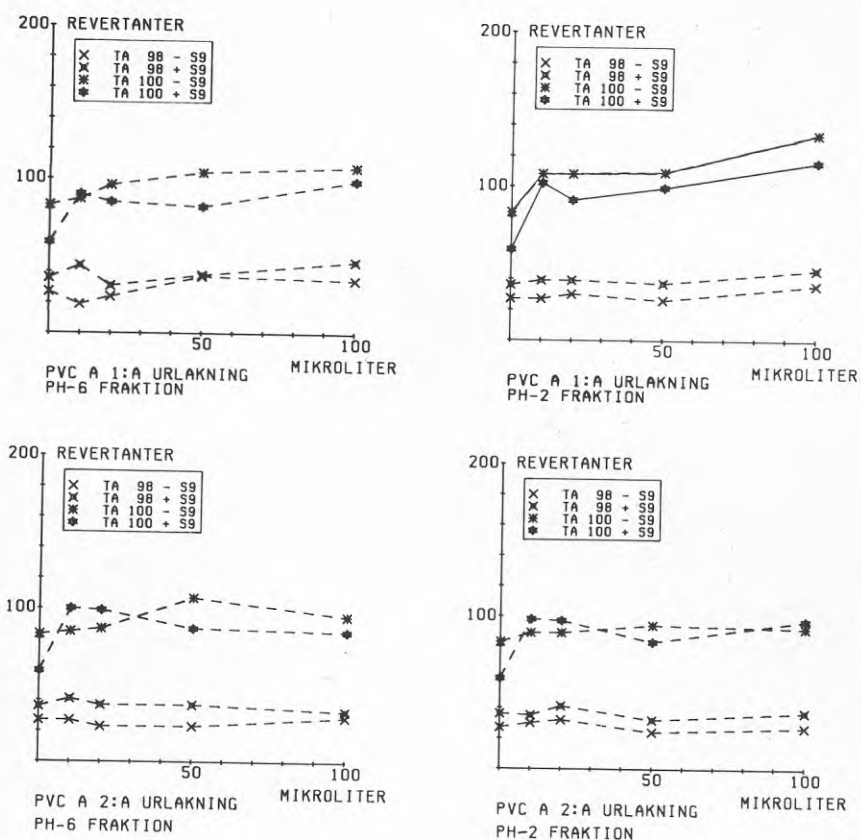 200 REVERTANTER
TA 98 - S9
TA 98 + S9
TA 100 - S9
TA 100 + S9
100
50 100
MIKROLITER
PVC A 1:A URLAKNING
PH-6 FRAKTION
200 REVERTANTER
TA 98 - S9
TA 98 + S9
TA 100 - S9
TA 100 + S9
100
50 100
MIKROLITER
PVC A 1:A URLAKNING
PH-2 FRAKTION
200 REVERTANTER
TA 98 - S9
TA 98 + S9
TA 100 - S9
TA 100 + S9
100
50 100
MIKROLITER
PVC A 2:A URLAKNING
PH-6 FRAKTION
200 REVERTANTER
TA 98 - S9
TA 98 + S9
TA 100 - S9
TA 100 + S9
100
50 100
MIKROLITER
PVC A 2:A URLAKNING
PH-2 FRAKTION